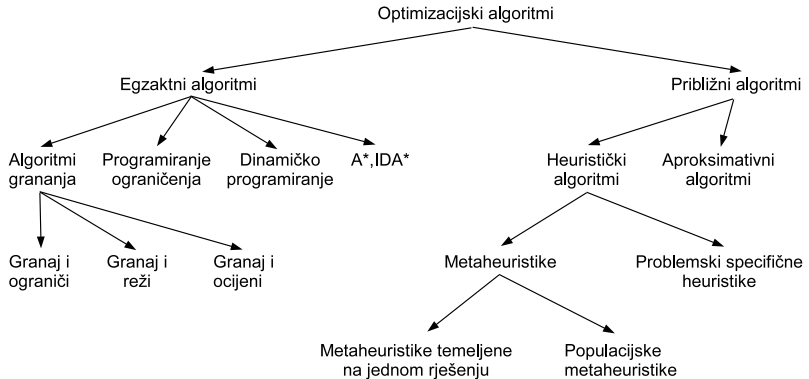 Optimizacijski algoritmi
Egzaktni algoritmi
Približni algoritmi
Algoritmi
grananja
Programiranje
ograničenja
Dinamičko
programiranje
A*,IDA*
Heuristički
algoritmi
Aproksimativni
algoritmi
Granaj i
ograniči
Granaj i
reži
Granaj i
ocijeni
Metaheuristike
Problemski specifične
heuristike
Metaheuristike temeljene
na jednom rješenju
Populacijske
metaheuristike